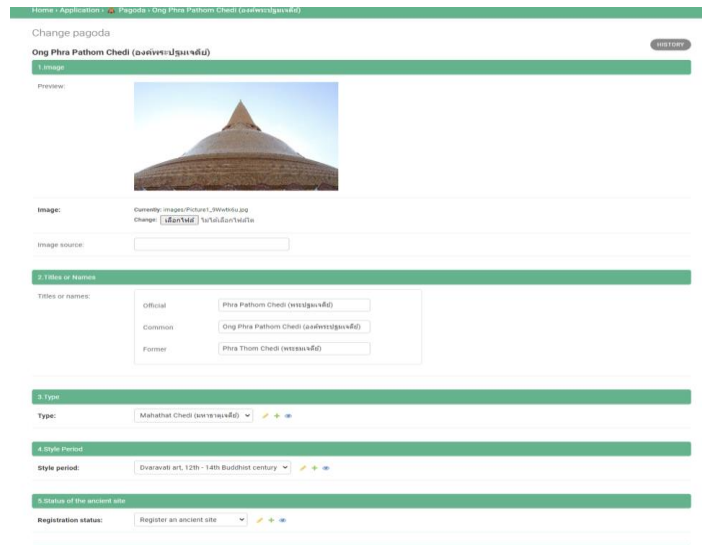 Home › Application › Pagoda › Ong Phra Pathom Chedi (องค์พระปฐมเจดีย์)
Change pagoda
Ong Phra Pathom Chedi (องค์พระปฐมเจดีย์)
HISTORY
1.Image
Preview:
Image:
Currently: images/Picture1_9Wwtk6u.jpg
Change: เลือกไฟล์ ไม่ได้เลือกไฟล์ใด
Image source:
2.Titles or Names
Titles or names:
Official Phra Pathom Chedi (พระปฐมเจดีย์)
Common Ong Phra Pathom Chedi (องค์พระปฐมเจดีย์)
Former Phra Thom Chedi (พระธมเจดีย์)
3.Type
Type: Mahathat Chedi (มหาธาตุเจดีย์)
4.Style Period
Style period: Dvaravati art, 12th - 14th Buddhist century
5.Status of the ancient site
Registration status: Register an ancient site